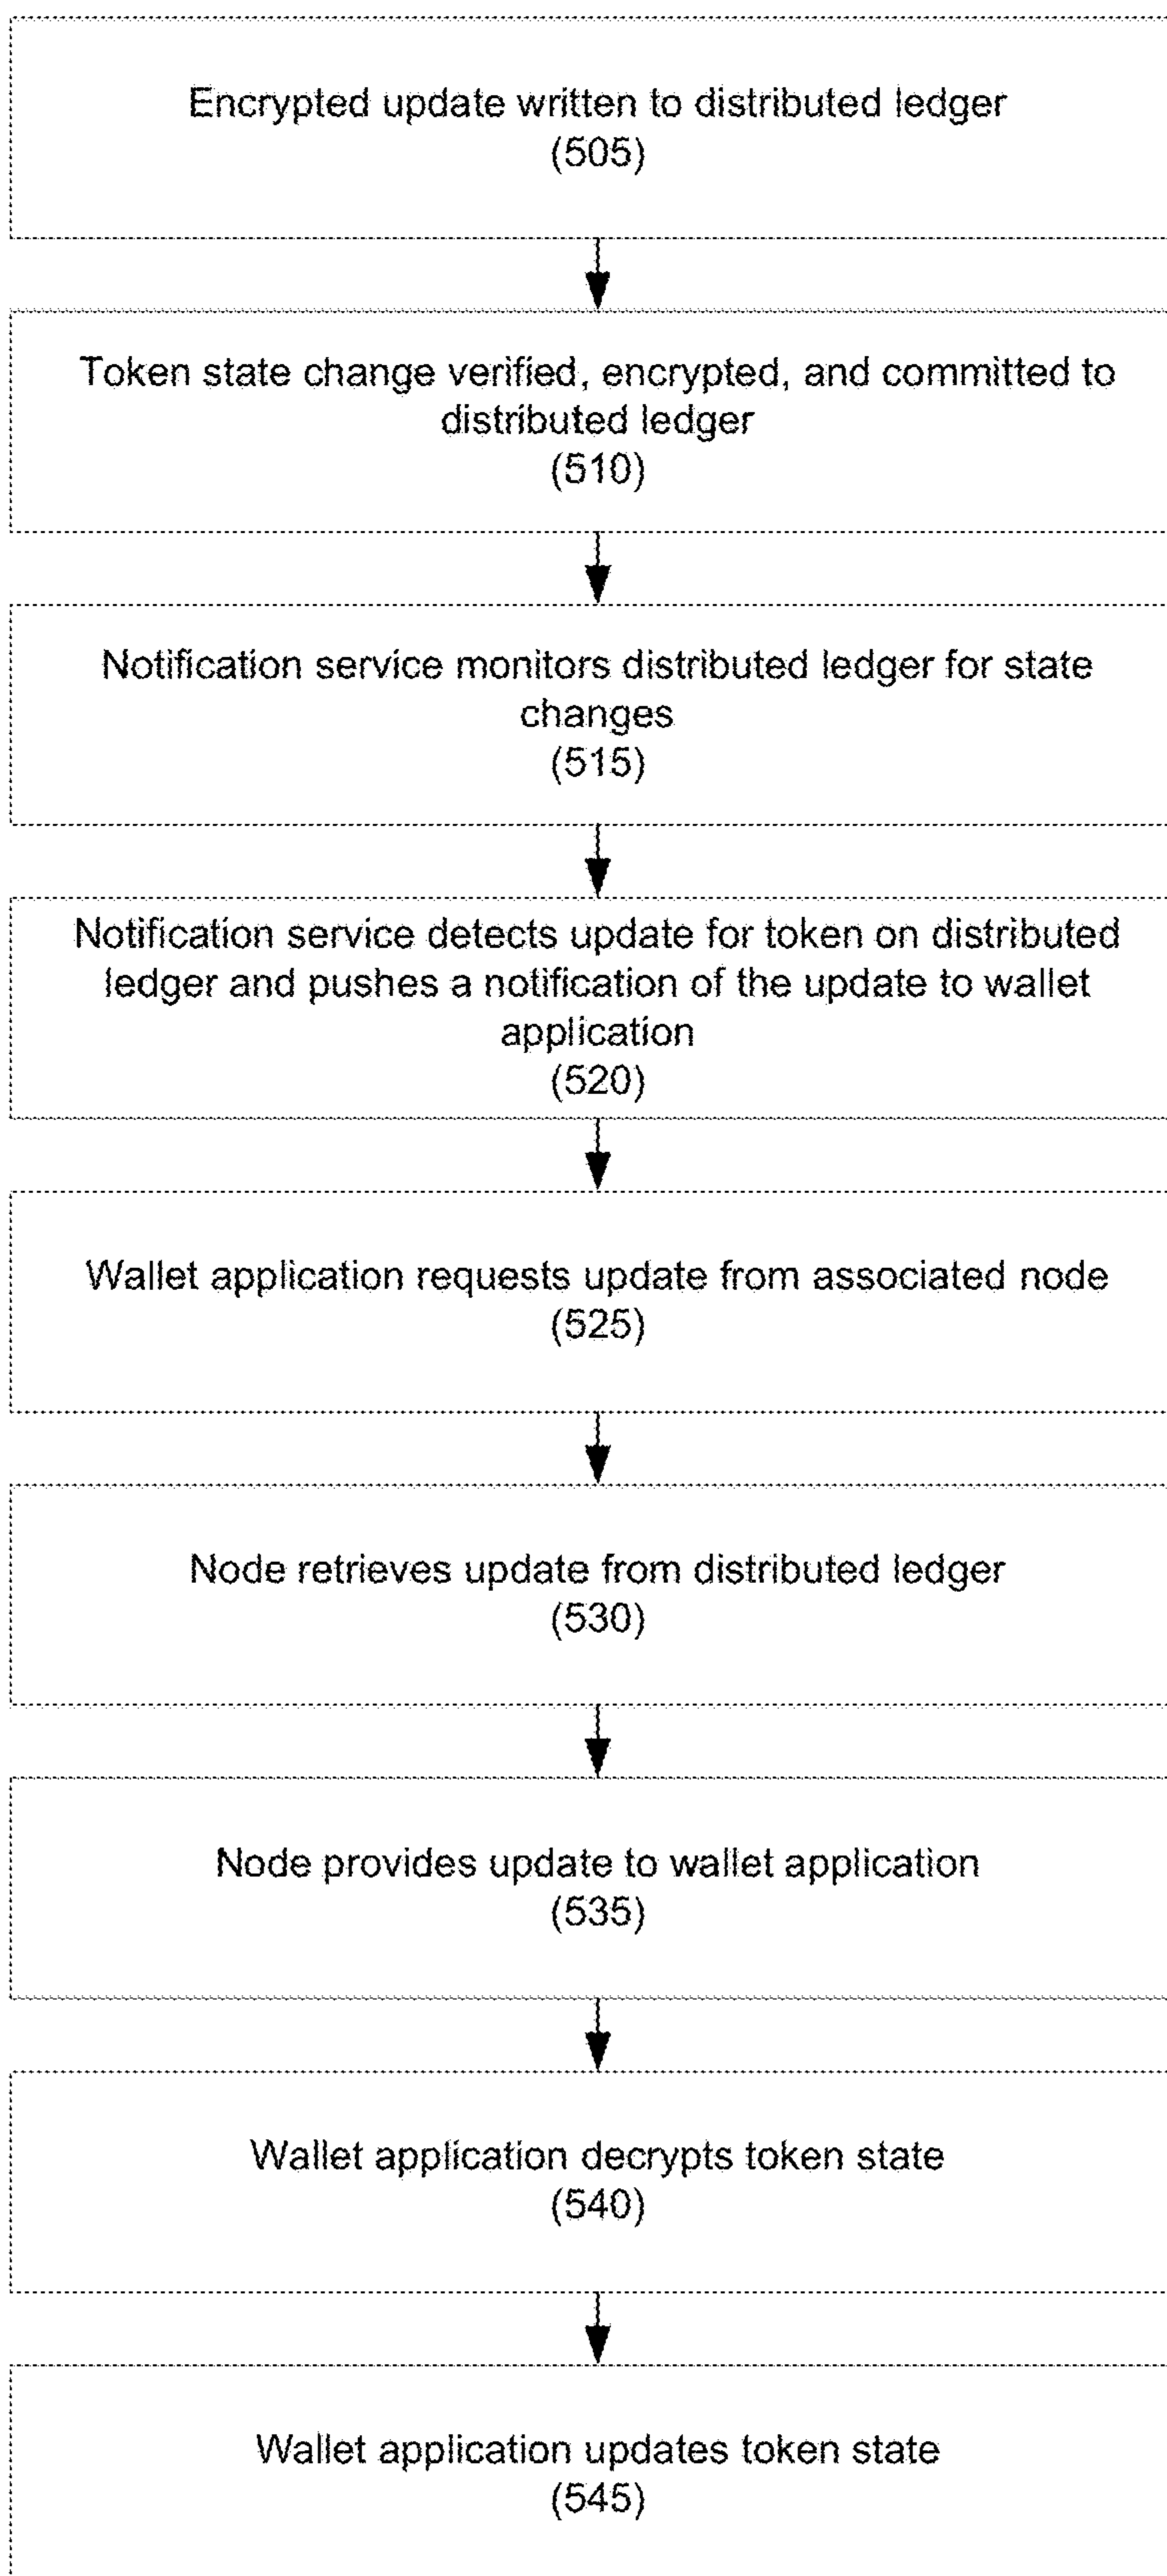 Encrypted update written to distributed ledger
(505)
Token state change verified, encrypted, and committed to
distributed ledger
(510)
Notification service monitors distributed ledger for state
changes
(515)
Notification service detects update for token on distributed
ledger and pushes a notification of the update to wallet
application
(520)
Wallet application requests update from associated node
(525)
Node retrieves update from distributed ledger
(530)
Node provides update to wallet application
(535)
Wallet application decrypts token state
(540)
Wallet application updates token state
(545)